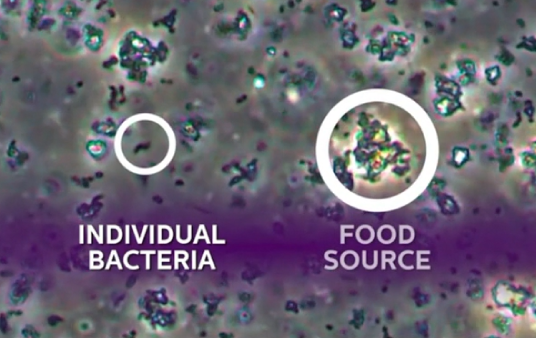 INDIVIDUAL
BACTERIA
FOOD
SOURCE